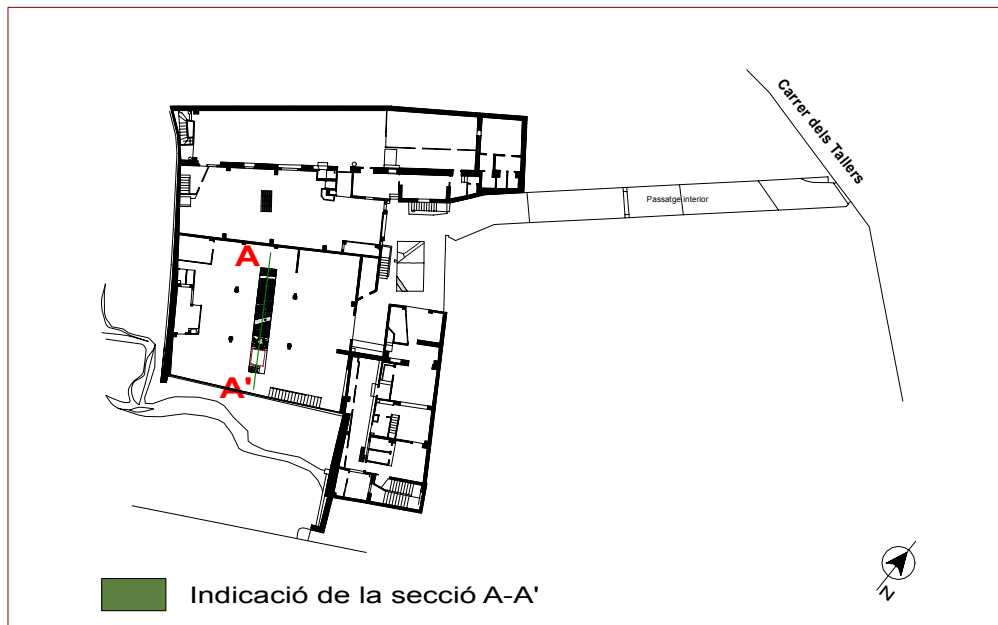 Carrer dels Tallers
Passatge interior
A
A'
N
Indicació de la secció A-A'